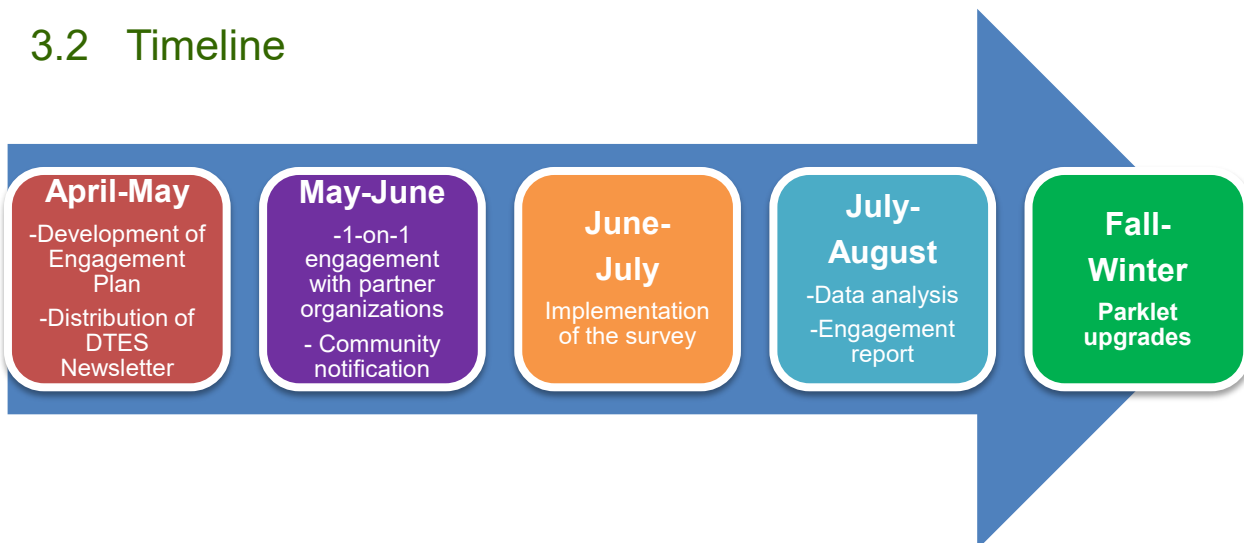 3.2 Timeline
April-May
-Development of
Engagement
Plan
-Distribution of
DTES
Newsletter
May-June
-1-on-1
engagement
with partner
organizations
- Community
notification
June-
July
Implementation
of the survey
July-
August
-Data analysis
-Engagement
report
Fall-
Winter
Parklet
upgrades